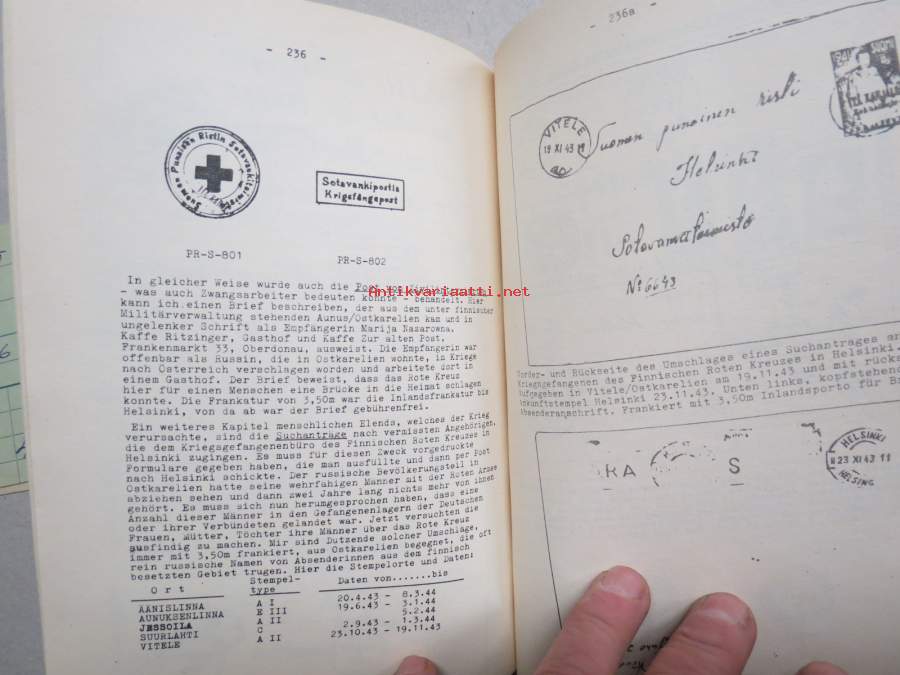 - 236 -
Suomen Punaisen Ristin Sotavankitoimisto
Sotavankipostia
Krigsfångepost
PR-S-801
PR-S-802
In gleicher Weise wurde auch die Post von
- was auch Zwangsarbeiter bedeuten konnte - behandelt. Hier
kann ich einen Brief beschreiben, der aus dem unter finnischer
Militärverwaltung stehenden Aunus/Ostkarelien kam und in
ungelenker Schrift als Empfängerin Marija Nazarowna.
Kaffe Ritzinger, Gasthof und Kaffe Zur alten Post,
Frankenmarkt 33, Oberdonau, ausweist. Die Empfängerin war
offenbar als Russin, die in Ostkarelien wohnte, im Kriege
nach Österreich verschlagen worden und arbeitete dort in
einem Gasthof. Der Brief beweist, dass das Rote Kreuz
hier für einen Menschen eine Brücke in die Heimat schlagen
konnte. Die Frankatur von 3,50m war die Inlandsfrankatur bis
Helsinki, von da ab war der Brief gebührenfrei.
Ein weiteres Kapitel menschlichen Elends, welches der Krieg
verursachte, sind die Suchanträge nach vermissten Angehörigen,
die dem Kriegsgefangenenbüro des Finnischen Roten Kreuzes in
Helsinki zugingen. Es muss für diesen Zweck vorgedruckte
Formulare gegeben haben, die man ausfüllte und dann per Post
nach Helsinki schickte. Der russische Bevölkerungsteil in
Ostkarelien hatte seine wehrfähigen Männer mit der Roten Armee
abziehen sehen und dann zwei Jahre lang nichts mehr von ihnen
gehört. Es muss sich nun herumgesprochen haben, dass eine
Anzahl dieser Männer in den Gefangenenlagern der Deutschen
oder ihrer Verbündeten gelandet war. Jetzt versuchten die
Frauen, Mütter, Töchter ihre Männer über das Rote Kreuz
ausfindig zu machen. Mir sind Dutzende solcher Umschläge,
immer mit 3,50m frankiert, aus Ostkarelien begegnet, die oft
rein russische Namen von Absenderinnen aus dem finnisch
besetzten Gebiet trugen. Hier die Stempelorte und Daten:
Ort Stempel- Daten von.......bis
type
ÄÄNISLINNA A I 20.4.43 - 8.3.44
AUNUKSENLINNA E III 19.6.43 - 3.1.44
JESSOILA A II 5.2.44
SUURLAHTI C 2.9.43 - 1.3.44
VITELE A II 23.10.43 - 19.11.43
- 236a -
VITELE
19 XI 43
Suomen punainen risti
Helsinki
Nº 6643
SUOMI
Vorder- und Rückseite des Umschlages eines Suchantrages an
Kriegsgefangenen des Finnischen Roten Kreuzes in Helsinki.
Aufgegeben in Vitele/Ostkarelien am 19.11.43 und mit rücks
Ankunftstempel Helsinki 23.11.43. Unten links, kopfstehend
Absenderanschrift. Frankiert mit 3,50m Inlandsporto für B
KA S
HELSINKI
23 XI 43 11
HELSING
Antikvariaatti.net